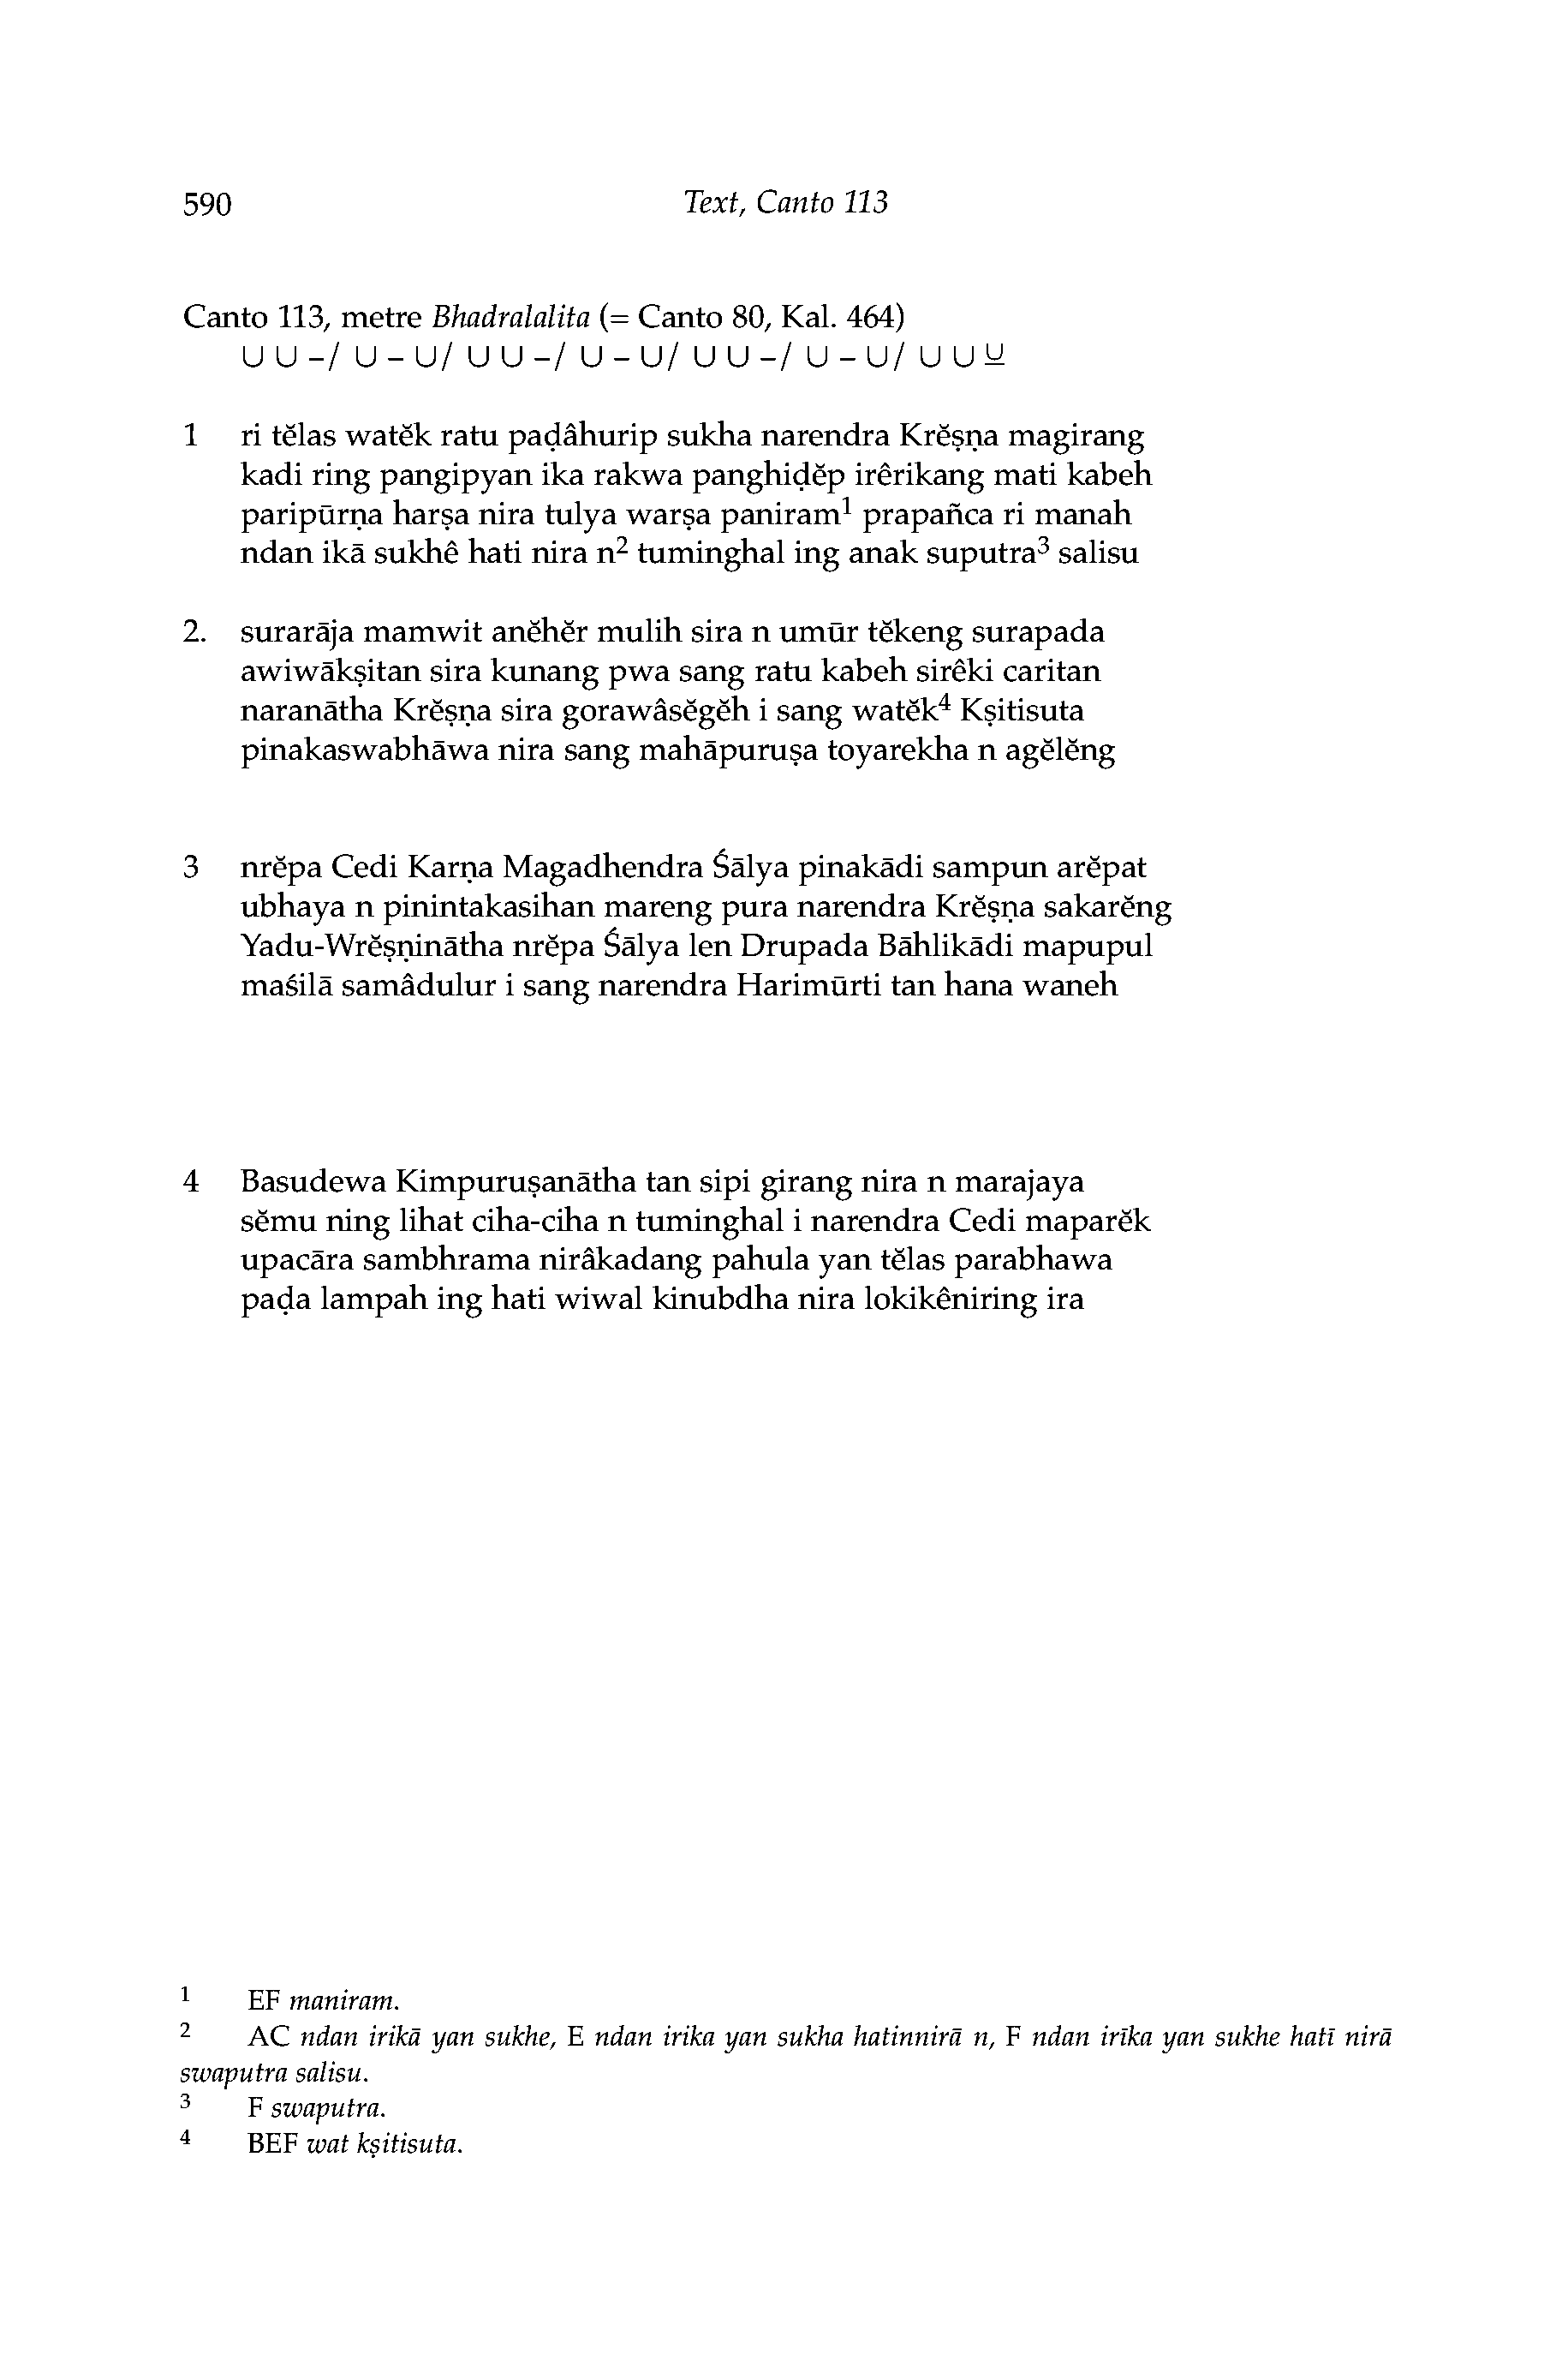 590 Text, Canto 113
Canto 113, metre Bhadralalita (= Canto 80, Kal. 464)
∪ ∪ –/ ∪ – ∪/ ∪ ∪ –/ ∪ – ∪/ ∪ ∪ –/ ∪ – ∪/ ∪ ∪ ⊻
1 ri tĕlas watĕk ratu paḍâhurip sukha narendra Krĕṣṇa magirang
kadi ring pangipyan ika rakwa panghiḍĕp irêrikang mati kabeh
paripūrṇa harṣa nira tulya warṣa paniram¹ prapañca ri manah
ndan ikā sukhê hati nira n² tuminghal ing anak suputra³ salisu
2. surarāja mamwit anĕhĕr mulih sira n umūr tĕkeng surapada
awiwākṣitan sira kunang pwa sang ratu kabeh sirêki caritan
naranātha Krĕṣṇa sira gorawâsĕgĕh i sang watĕk⁴ Kṣitisuta
pinakaswabhāwa nira sang mahāpuruṣa toyarekha n agĕlĕng
3 nrĕpa Cedi Karṇa Magadhendra Śālya pinakādi sampun arĕpat
ubhaya n pinintakasihan mareng pura narendra Krĕṣṇa sakarĕng
Yadu-Wrĕṣṇinātha nrĕpa Śālya len Drupada Bāhlikādi mapupul
maśilā samâdulur i sang narendra Harimūrti tan hana waneh
4 Basudewa Kimpuruṣanātha tan sipi girang nira n marajaya
sĕmu ning lihat ciha-ciha n tuminghal i narendra Cedi maparĕk
upacāra sambhrama nirâkadang pahula yan tĕlas parabhawa
paḍa lampah ing hati wiwal kinubdha nira lokikêniring ira
¹ EF maniram.
² AC ndan irikā yan sukhe, E ndan irika yan sukha hatinnirā n, F ndan irīka yan sukhe hatī nirā
swaputra salisu.
³ F swaputra.
⁴ BEF wat kṣitisuta.